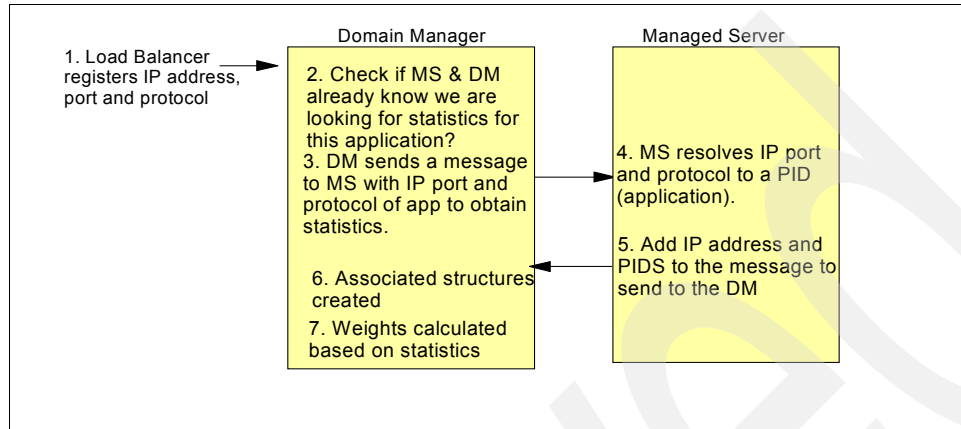 Domain Manager
Managed Server
1. Load Balancer
registers IP address,
port and protocol
2. Check if MS & DM
already know we are
looking for statistics for
this application?
3. DM sends a message
to MS with IP port and
protocol of app to obtain
statistics.
4. MS resolves IP port
and protocol to a PID
(application).
5. Add IP address and
PIDS to the message to
send to the DM
6. Associated structures
created
7. Weights calculated
based on statistics